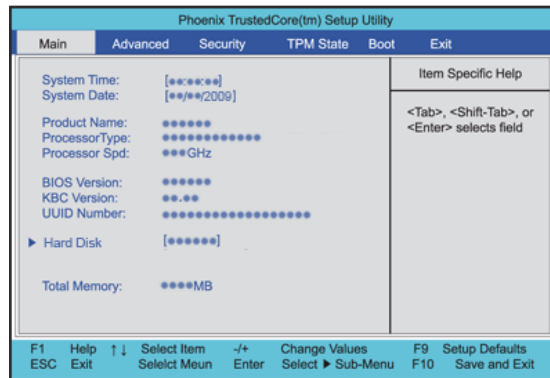 Phoenix TrustedCore(tm) Setup Utility
Main Advanced Security TPM State Boot Exit
System Time: [●●:●●:●●]
System Date: [●●/●●/2009]
Product Name: ●●●●●●
ProcessorType: ●●●●●●●●●●●●
Processor Spd: ●●●GHz
BIOS Version: ●●●●●●
KBC Version: ●●.●●
UUID Number: ●●●●●●●●●●●●●●●●●●
▶ Hard Disk [●●●●●●]
Total Memory: ●●●●MB
Item Specific Help
<Tab>, <Shift-Tab>, or
<Enter> selects field
F1 Help ↑↓ Select Item -/+ Change Values F9 Setup Defaults
ESC Exit Selelct Meun Enter Select ▶ Sub-Menu F10 Save and Exit